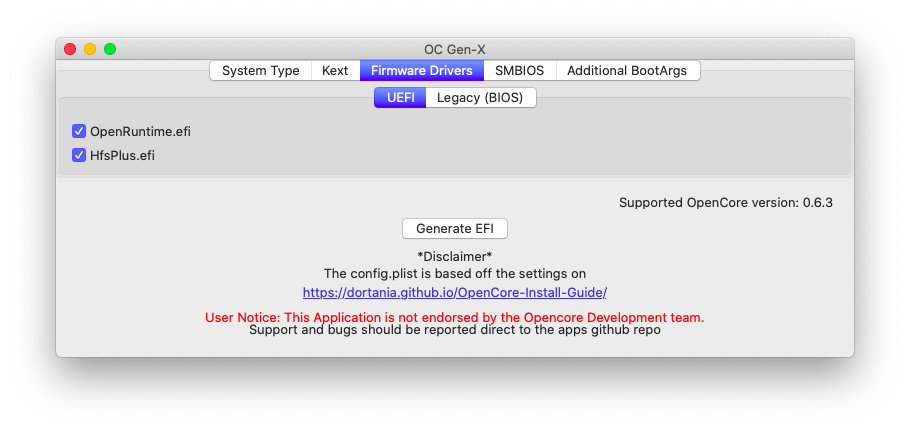 OC Gen-X
System Type Kext Firmware Drivers SMBIOS Additional BootArgs
UEFI Legacy (BIOS)
OpenRuntime.efi
HfsPlus.efi
Supported OpenCore version: 0.6.3
Generate EFI
*Disclaimer*
The config.plist is based off the settings on
https://dortania.github.io/OpenCore-Install-Guide/
User Notice: This Application is not endorsed by the Opencore Development team.
Support and bugs should be reported direct to the apps github repo